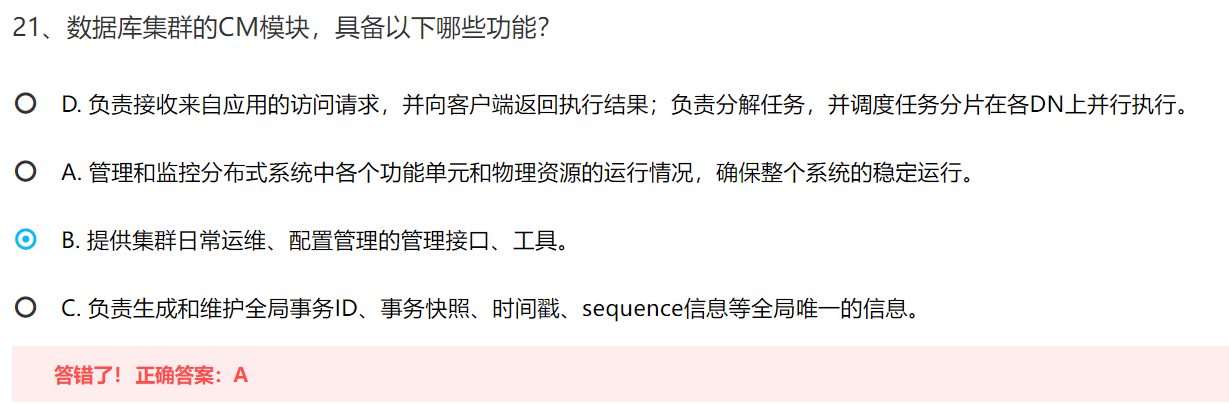 21、数据库集群的CM模块，具备以下哪些功能？
D. 负责接收来自应用的访问请求，并向客户端返回执行结果；负责分解任务，并调度任务分片在各DN上并行执行。
A. 管理和监控分布式系统中各个功能单元和物理资源的运行情况，确保整个系统的稳定运行。
B. 提供集群日常运维、配置管理的管理接口、工具。
C. 负责生成和维护全局事务ID、事务快照、时间戳、sequence信息等全局唯一的信息。
答错了！正确答案：A